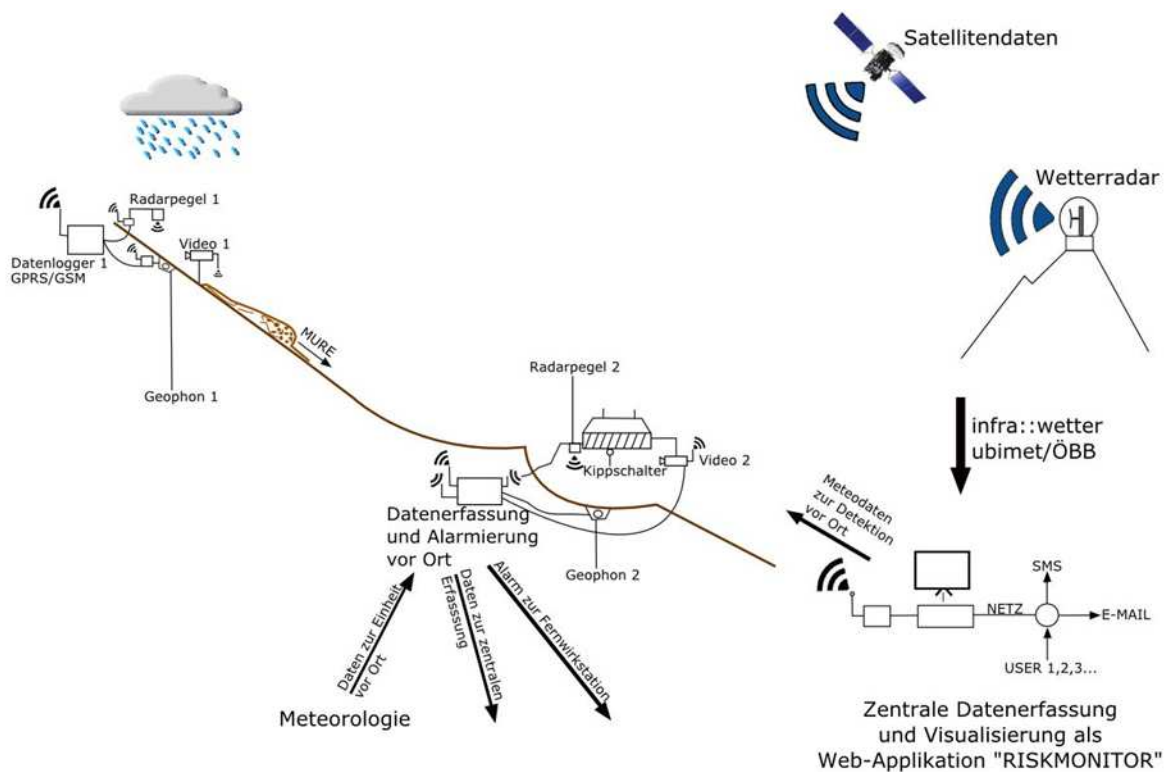 Satellitendaten
Wetterradar
Radarpegel 1
Video 1
Datenlogger 1
GPRS/GSM
MURE
Geophon 1
Radarpegel 2
Kippschalter
Video 2
infra::wetter
ubimet/ÖBB
Datenerfassung
und Alarmierung
vor Ort
Geophon 2
Meteodaten
zur Detektion
vor Ort
Daten zur Einheit
vor Ort
Daten zur zentralen
Erfasssung
Alarm zur Fernwirkstation
Meteorologie
SMS
NETZ
E-MAIL
USER 1,2,3...
Zentrale Datenerfassung
und Visualisierung als
Web-Applikation "RISKMONITOR"